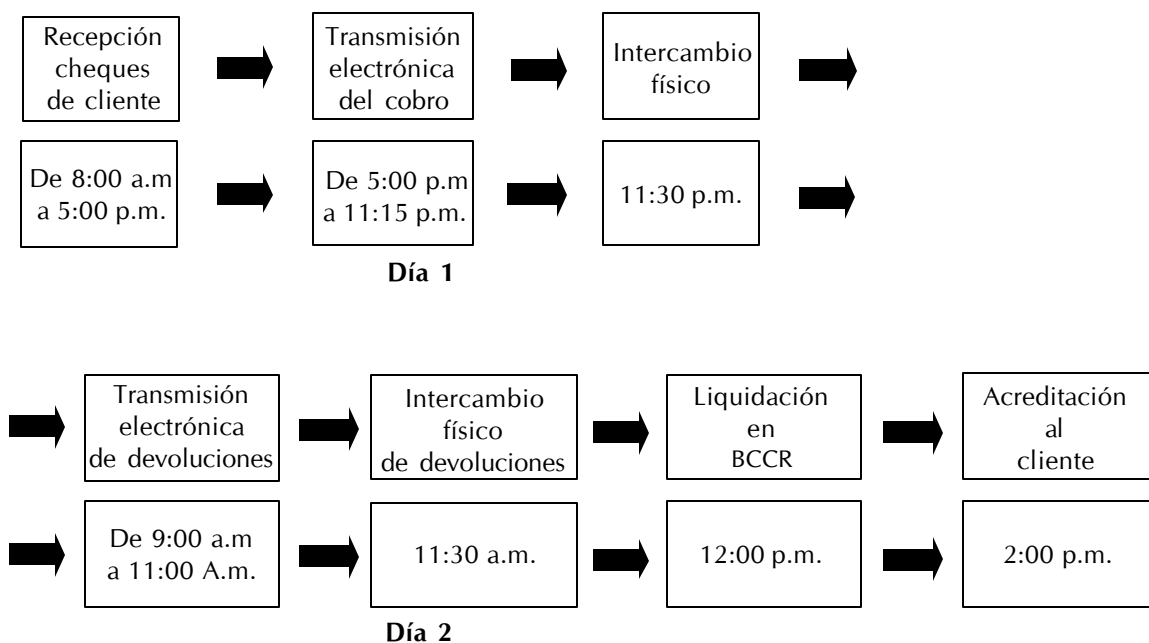 Recepción
cheques
de cliente
Transmisión
electrónica
del cobro
Intercambio
físico
De 8:00 a.m
a 5:00 p.m.
De 5:00 p.m
a 11:15 p.m.
11:30 p.m.
Día 1
Transmisión
electrónica
de devoluciones
Intercambio
físico
de devoluciones
Liquidación
en
BCCR
Acreditación
al
cliente
De 9:00 a.m
a 11:00 A.m.
11:30 a.m.
12:00 p.m.
2:00 p.m.
Día 2